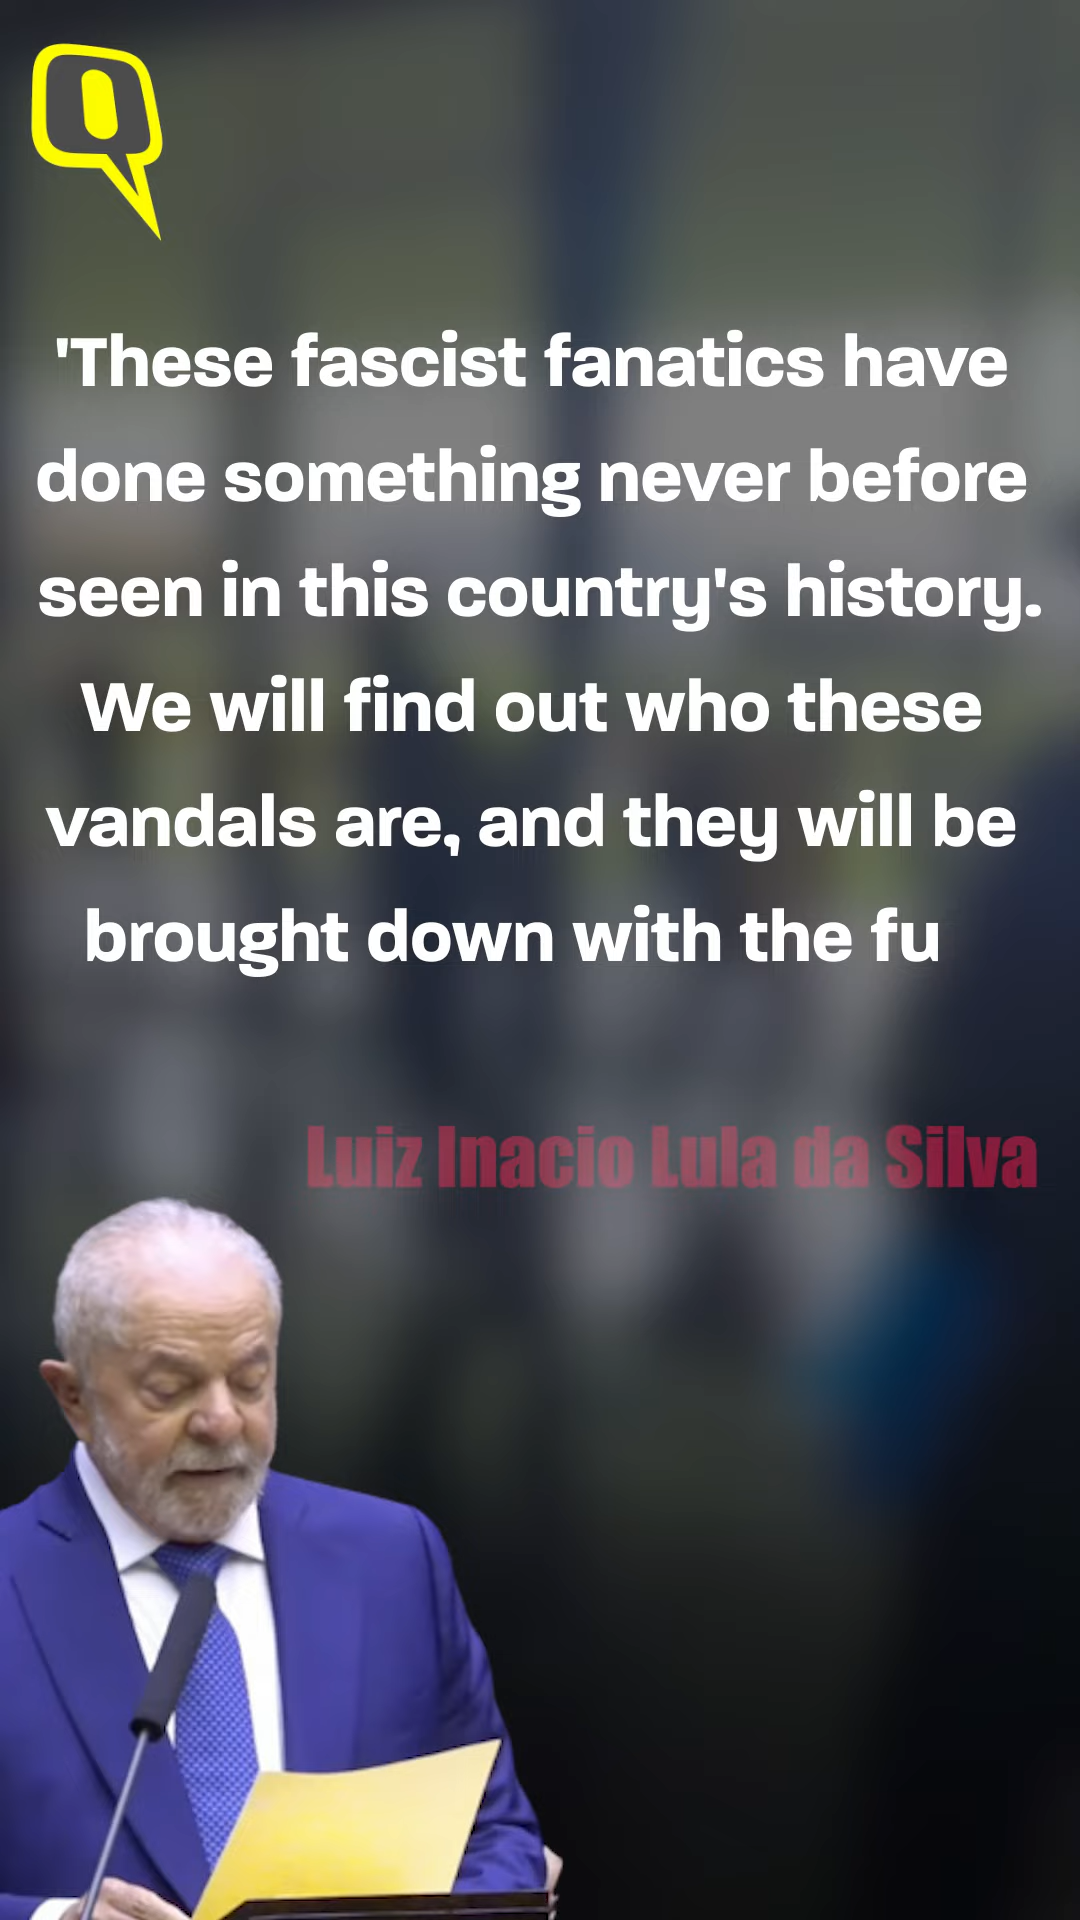 'These fascist fanatics have
done something never before
seen in this country's history.
We will find out who these
vandals are, and they will be
brought down with the fu
Luiz Inacio Lula da Silva